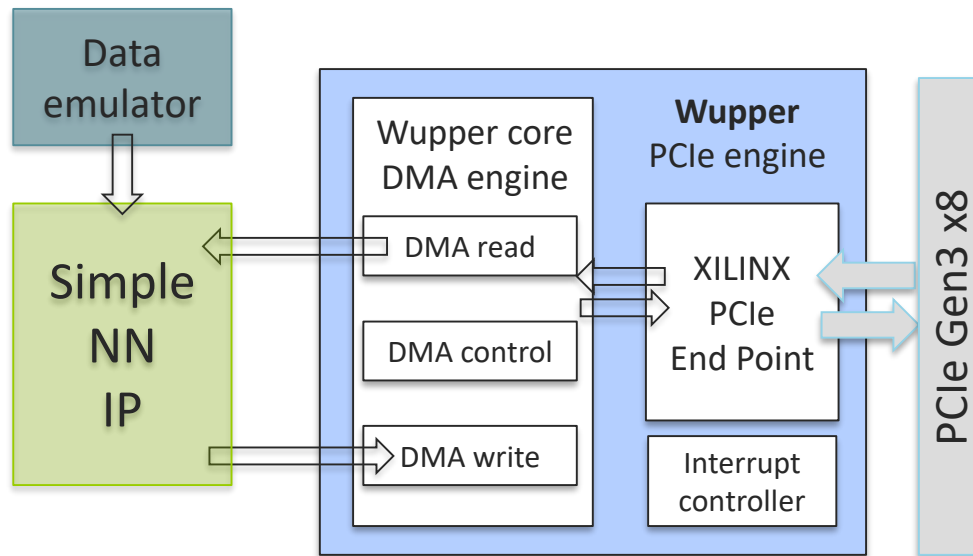 Data
emulator
Simple
NN
IP
Wupper core
DMA engine
DMA read
DMA control
DMA write
Wupper
PCIe engine
XILINX
PCIe
End Point
Interrupt
controller
PCIe Gen3 x8